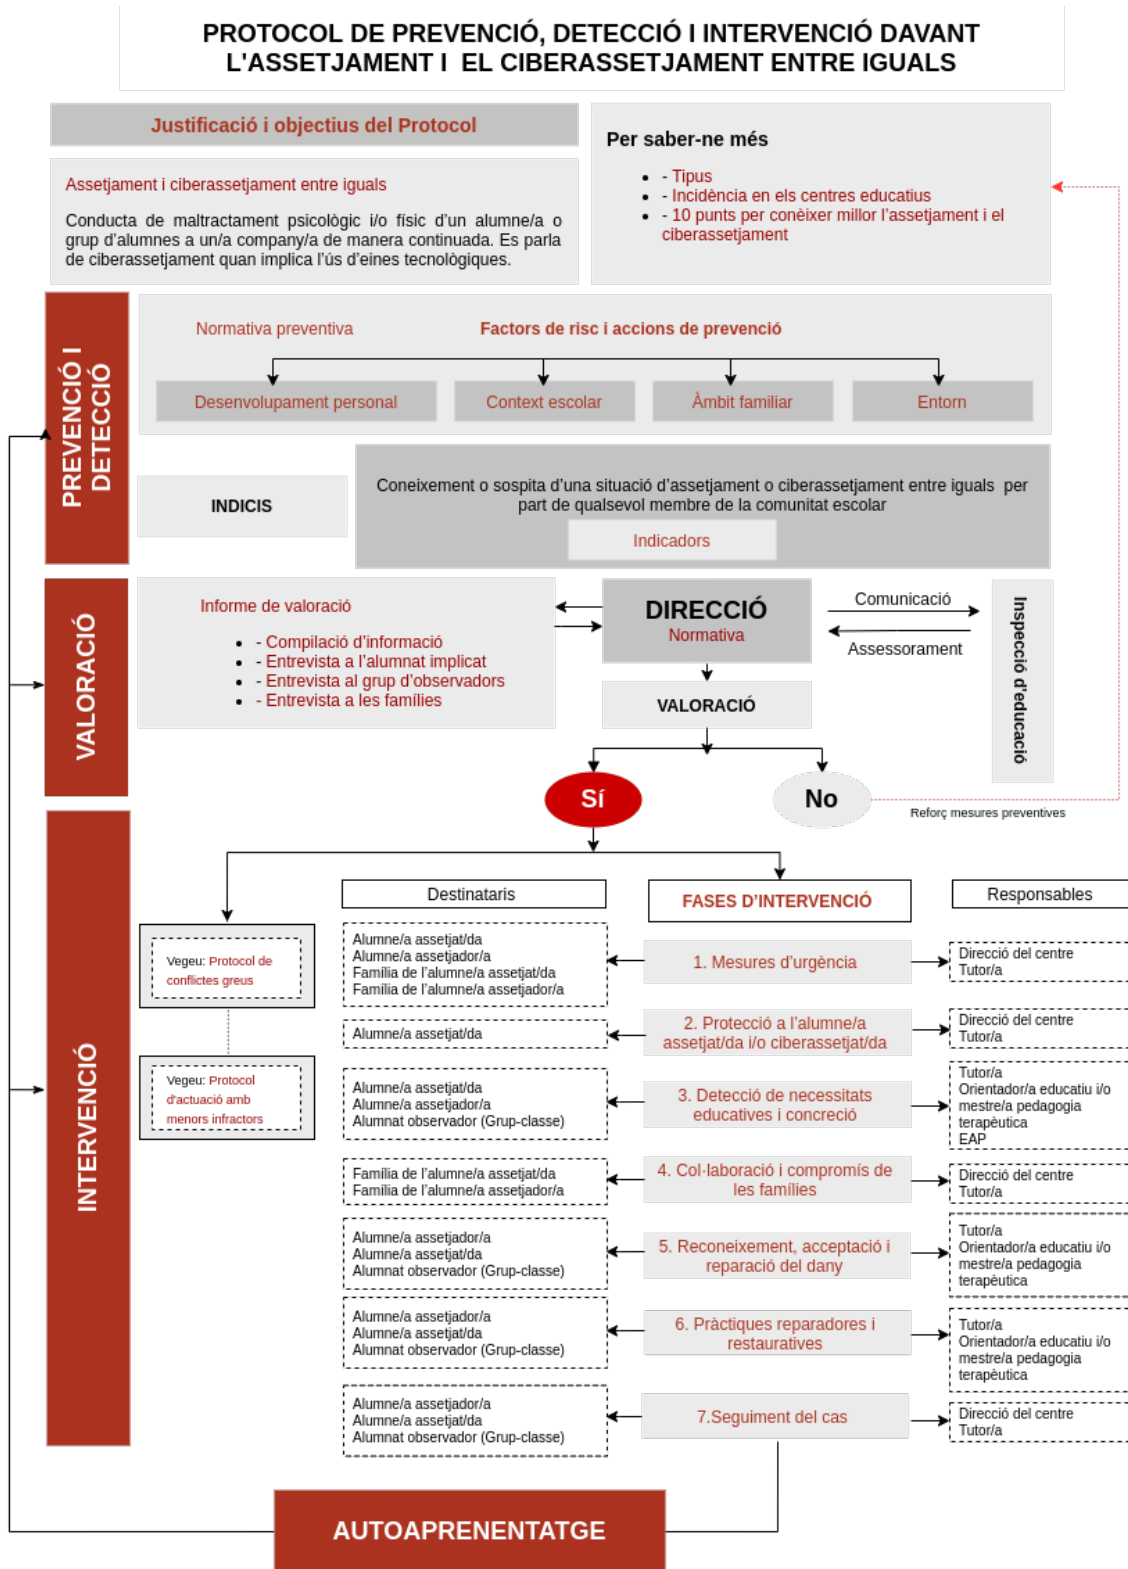 PROTOCOL DE PREVENCIÓ, DETECCIÓ I INTERVENCIÓ DAVANT
L'ASSETJAMENT I EL CIBERASSETJAMENT ENTRE IGUALS
Justificació i objectius del Protocol
Assetjament i ciberassetjament entre iguals
Conducta de maltractament psicològic i/o físic d'un alumne/a o
grup d'alumnes a un/a company/a de manera continuada. Es parla
de ciberassetjament quan implica l'ús d'eines tecnològiques.
Per saber-ne més
- Tipus
- Incidència en els centres educatius
- 10 punts per conèixer millor l'assetjament i el
ciberassetjament
PREVENCIÓ I
DETECCIÓ
Normativa preventiva
Factors de risc i accions de prevenció
Desenvolupament personal
Context escolar
Àmbit familiar
Entorn
INDICIS
Coneixement o sospita d'una situació d'assetjament o ciberassetjament entre iguals per
part de qualsevol membre de la comunitat escolar
Indicadors
VALORACIÓ
Informe de valoració
- Compilació d'informació
- Entrevista a l'alumnat implicat
- Entrevista al grup d'observadors
- Entrevista a les famílies
DIRECCIÓ
Normativa
VALORACIÓ
Comunicació
Assessorament
Inspecció d'educació
Sí
No
Reforç mesures preventives
INTERVENCIÓ
Vegeu: Protocol de
conflictes greus
Vegeu: Protocol
d'actuació amb
menors infractors
Destinataris
FASES D'INTERVENCIÓ
Responsables
Alumne/a assetjat/da
Alumne/a assetjador/a
Família de l'alumne/a assetjat/da
Família de l'alumne/a assetjador/a
1. Mesures d'urgència
Direcció del centre
Tutor/a
Alumne/a assetjat/da
2. Protecció a l'alumne/a
assetjat/da i/o ciberassetjat/da
Direcció del centre
Tutor/a
Alumne/a assetjat/da
Alumne/a assetjador/a
Alumnat observador (Grup-classe)
3. Detecció de necessitats
educatives i concreció
Tutor/a
Orientador/a educatiu i/o
mestre/a pedagogia
terapèutica
EAP
Família de l'alumne/a assetjat/da
Família de l'alumne/a assetjador/a
4. Col·laboració i compromís de
les famílies
Direcció del centre
Tutor/a
Alumne/a assetjador/a
Alumne/a assetjat/da
Alumnat observador (Grup-classe)
5. Reconeixement, acceptació i
reparació del dany
Tutor/a
Orientador/a educatiu i/o
mestre/a pedagogia
terapèutica
Alumne/a assetjador/a
Alumne/a assetjat/da
Alumnat observador (Grup-classe)
6. Pràctiques reparadores i
restauratives
Tutor/a
Orientador/a educatiu i/o
mestre/a pedagogia
terapèutica
Alumne/a assetjador/a
Alumne/a assetjat/da
Alumnat observador (Grup-classe)
7.Seguiment del cas
Direcció del centre
Tutor/a
AUTOAPRENENTATGE